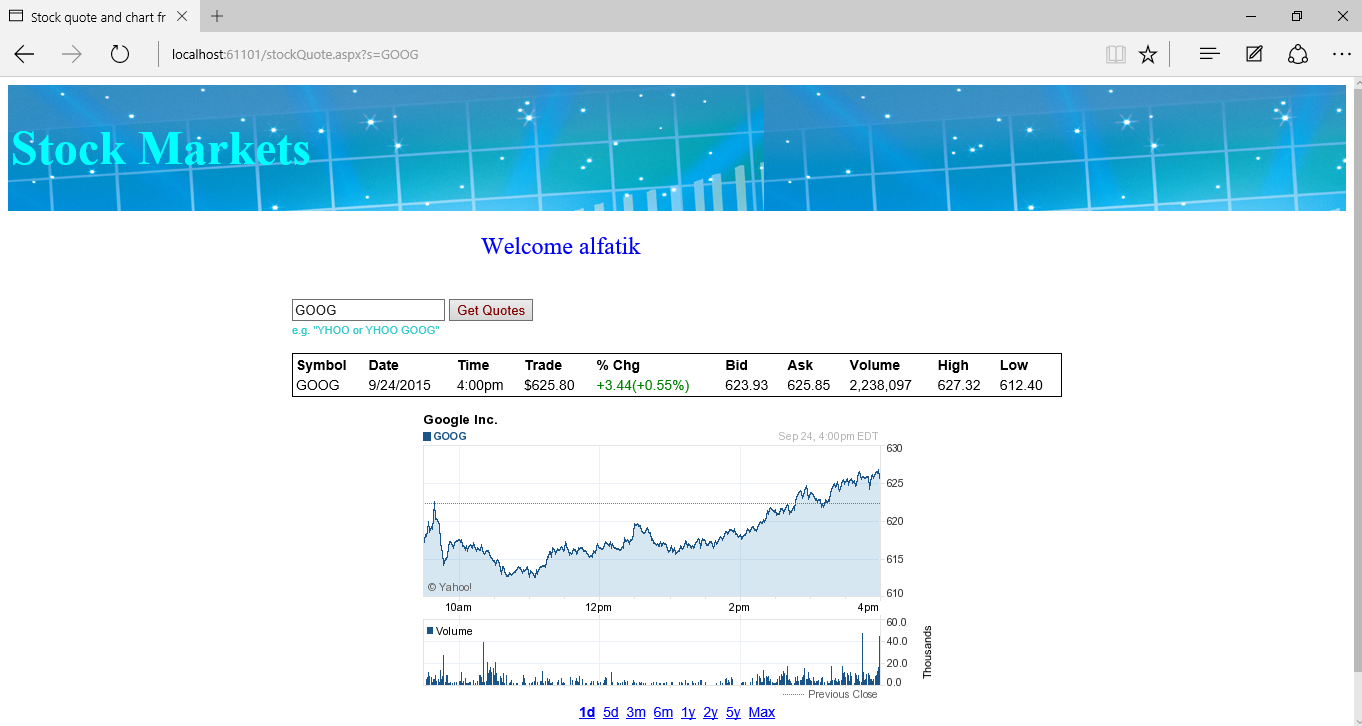 Stock quote and chart fr
localhost:61101/stockQuote.aspx?s=GOOG
Stock Markets
Welcome alfatik
GOOG Get Quotes
e.g. "YHOO or YHOO GOOG"
Symbol Date Time Trade % Chg Bid Ask Volume High Low
GOOG 9/24/2015 4:00pm $625.80 +3.44(+0.55%) 623.93 625.85 2,238,097 627.32 612.40
Google Inc.
GOOG Sep 24, 4:00pm EDT
630
625
620
615
© Yahoo!
610
10am 12pm 2pm 4pm
60.0
Volume
40.0
20.0
0.0
Thousands
Previous Close
1d 5d 3m 6m 1y 2y 5y Max